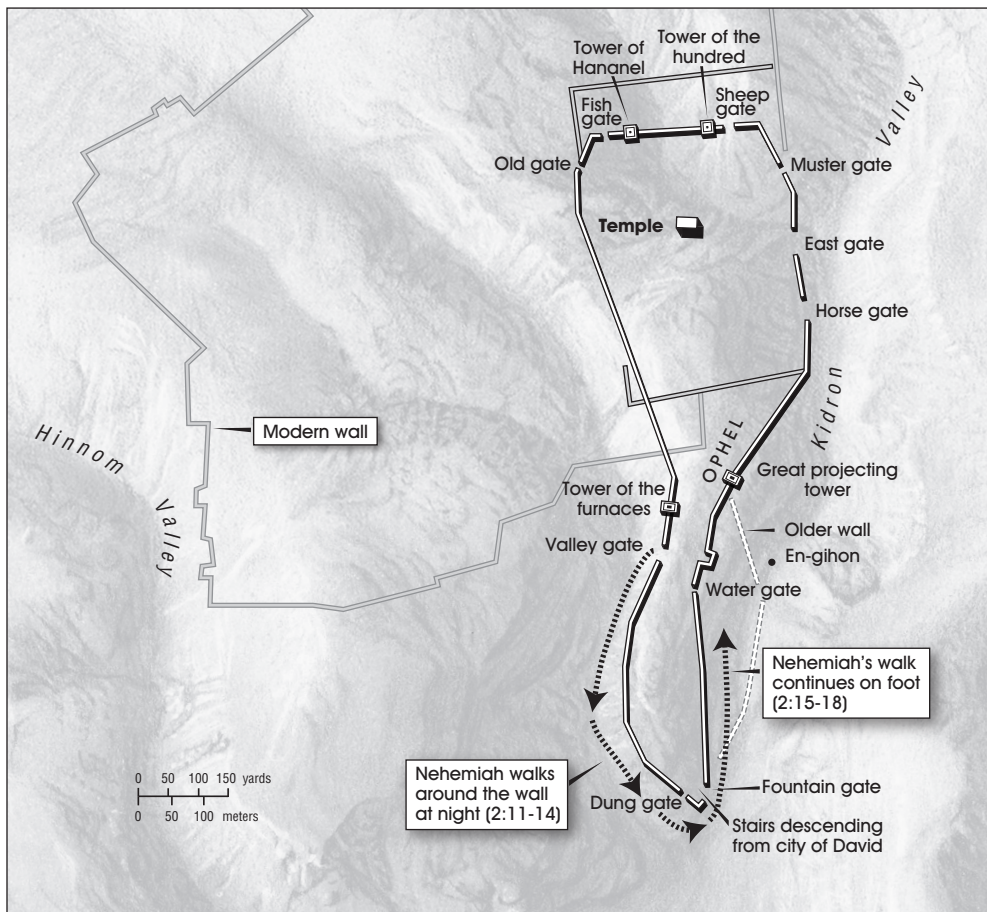 Tower of
Hananel
Tower of the
hundred
Fish
gate
Sheep
gate
Valley
Old gate
Muster gate
Temple
East gate
Horse gate
Kidron
Hinnom
Valley
Modern wall
OPHEL
Great projecting
tower
Tower of the
furnaces
Older wall
Valley gate
En-gihon
Water gate
Nehemiah's walk
continues on foot
(2:15-18)
0 50 100 150 yards
0 50 100 meters
Nehemiah walks
around the wall
at night (2:11-14)
Dung gate
Fountain gate
Stairs descending
from city of David